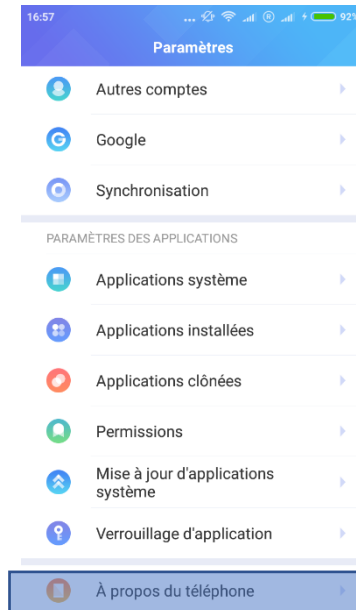 16:57 ... R 92%
Paramètres
Autres comptes
Google
Synchronisation
PARAMÈTRES DES APPLICATIONS
Applications système
Applications installées
Applications clônées
Permissions
Mise à jour d'applications
système
Verrouillage d'application
À propos du téléphone